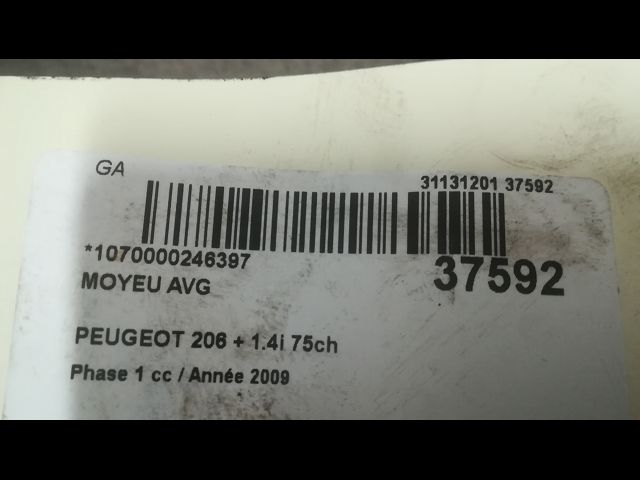 GA
31131201 37592
*1070000246397
37592
MOYEU AVG
PEUGEOT 206 + 1.4i 75ch
Phase 1 cc / Année 2009